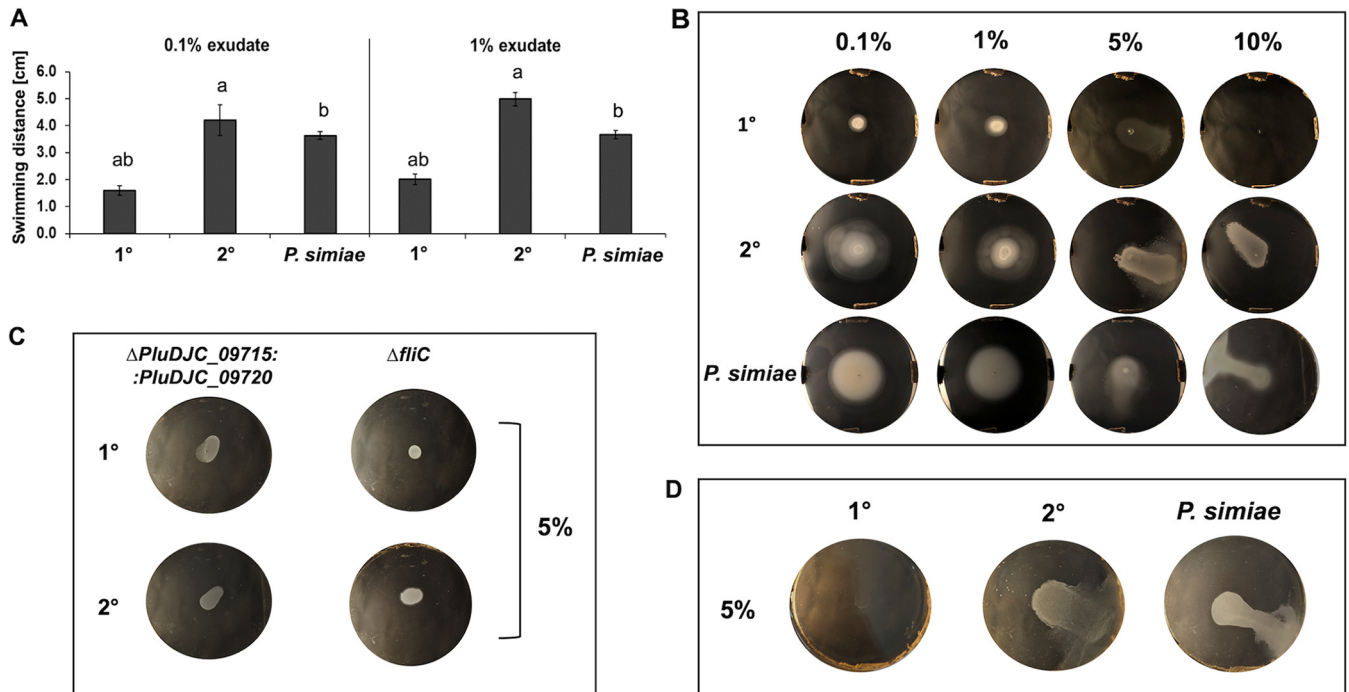 A
0.1% exudate
1% exudate
Swimming distance [cm]
6.0
5.0
4.0
3.0
2.0
1.0
0.0
ab
a
b
ab
a
b
1°
2°
P. simiae
1°
2°
P. simiae
B
0.1%
1%
5%
10%
1°
2°
P. simiae
C
ΔPluDJC_09715:
:PluDJC_09720
ΔfliC
1°
2°
5%
D
1°
2°
P. simiae
5%